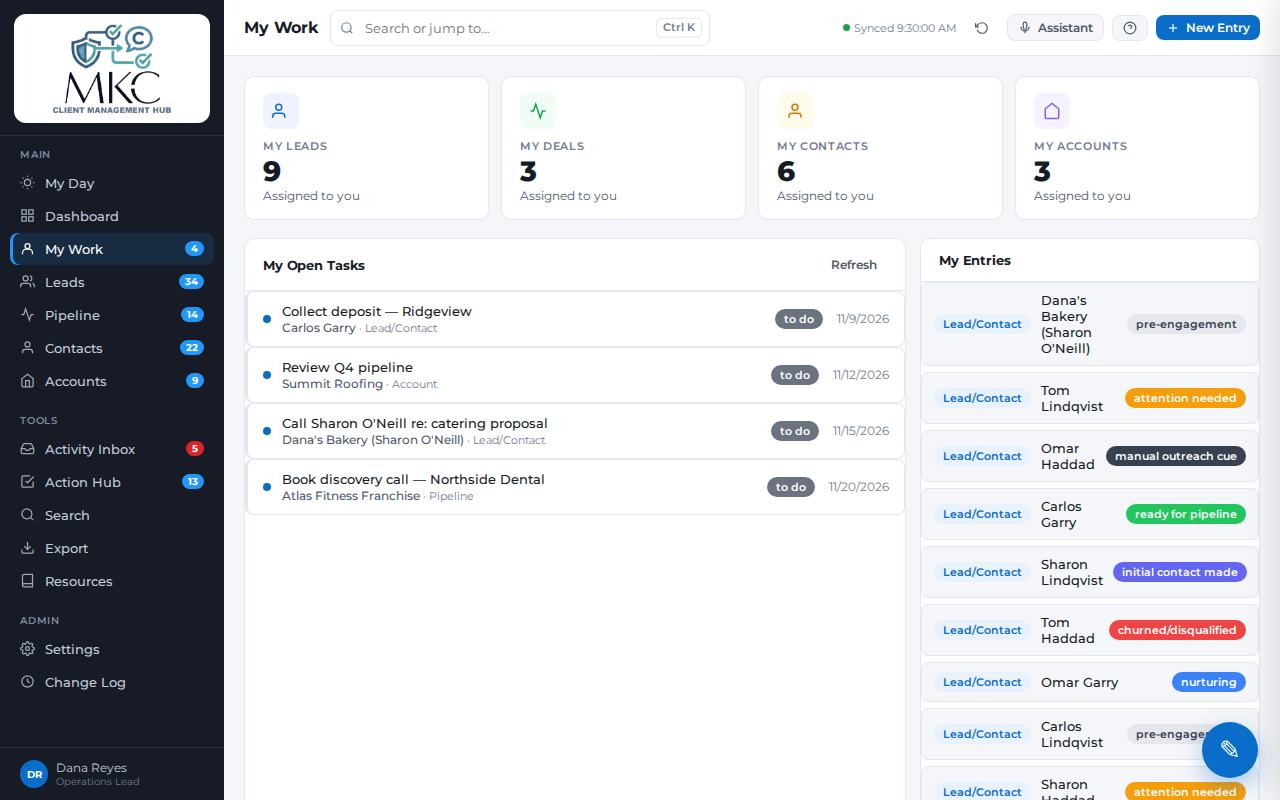 MKC
CLIENT MANAGEMENT HUB
MAIN
My Day
Dashboard
My Work 4
Leads 34
Pipeline 14
Contacts 22
Accounts 9
TOOLS
Activity Inbox 5
Action Hub 13
Search
Export
Resources
ADMIN
Settings
Change Log
DR
Dana Reyes
Operations Lead
My Work
Search or jump to...
Ctrl K
Synced 9:30:00 AM
Assistant
New Entry
MY LEADS
9
Assigned to you
MY DEALS
3
Assigned to you
MY CONTACTS
6
Assigned to you
MY ACCOUNTS
3
Assigned to you
My Open Tasks
Refresh
Collect deposit — Ridgeview
Carlos Garry · Lead/Contact
to do
11/9/2026
Review Q4 pipeline
Summit Roofing · Account
to do
11/12/2026
Call Sharon O'Neill re: catering proposal
Dana's Bakery (Sharon O'Neill) · Lead/Contact
to do
11/15/2026
Book discovery call — Northside Dental
Atlas Fitness Franchise · Pipeline
to do
11/20/2026
My Entries
Lead/Contact
Dana's
Bakery
(Sharon
O'Neill)
pre-engagement
Lead/Contact
Tom
Lindqvist
attention needed
Lead/Contact
Omar
Haddad
manual outreach cue
Lead/Contact
Carlos
Garry
ready for pipeline
Lead/Contact
Sharon
Lindqvist
initial contact made
Lead/Contact
Tom
Haddad
churned/disqualified
Lead/Contact
Omar Garry
nurturing
Lead/Contact
Carlos
Lindqvist
Lead/Contact
Sharon
Haddad
attention needed